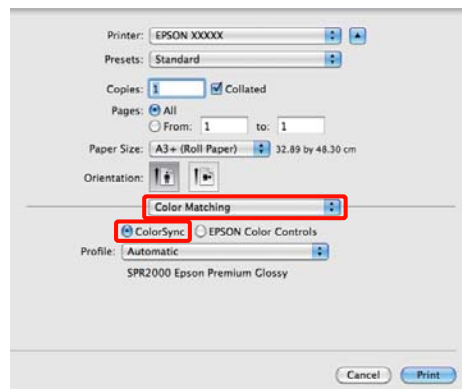 Printer: EPSON XXXXX
Presets: Standard
Copies: 1 Collated
Pages: All
From: 1 to: 1
Paper Size: A3+ (Roll Paper) 32.89 by 48.30 cm
Orientation:
Color Matching
ColorSync EPSON Color Controls
Profile: Automatic
SPR2000 Epson Premium Glossy
Cancel Print